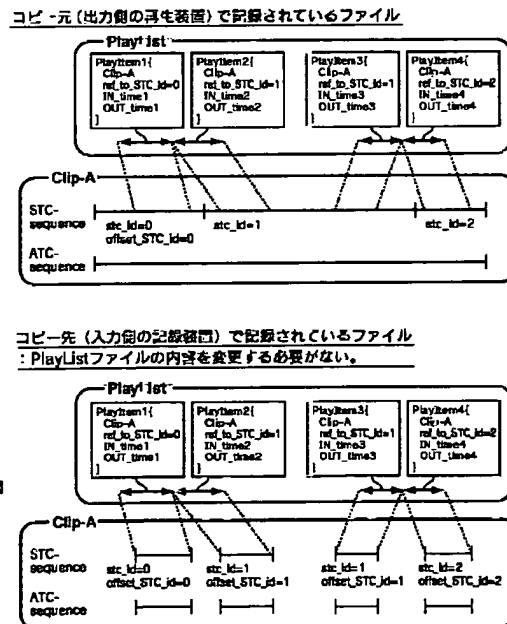 コピー元(出力側の再生装置)で記録されているファイル
PlayList
PlayItem1{
Clip-A
ref_to_STC_id=0
IN_time1
OUT_time1
}
PlayItem2{
Clip-A
ref_to_STC_id=1
IN_time2
OUT_time2
}
PlayItem3{
Clip-A
ref_to_STC_id=1
IN_time3
OUT_time3
}
PlayItem4{
Clip-A
ref_to_STC_id=2
IN_time4
OUT_time4
}
Clip-A
STC-
sequence
stc_id=0
offset_STC_id=0
stc_id=1
stc_id=2
ATC-
sequence
コピー先(入力側の記録装置)で記録されているファイル
:PlayListファイルの内容を変更する必要がない。
PlayList
PlayItem1{
Clip-A
ref_to_STC_id=0
IN_time1
OUT_time1
}
PlayItem2{
Clip-A
ref_to_STC_id=1
IN_time2
OUT_time2
}
PlayItem3{
Clip-A
ref_to_STC_id=1
IN_time3
OUT_time3
}
PlayItem4{
Clip-A
ref_to_STC_id=2
IN_time4
OUT_time4
}
Clip-A
STC-
sequence
stc_id=0
offset_STC_id=0
stc_id=1
offset_STC_id=1
stc_id=1
offset_STC_id=1
stc_id=2
offset_STC_id=2
ATC-
sequence